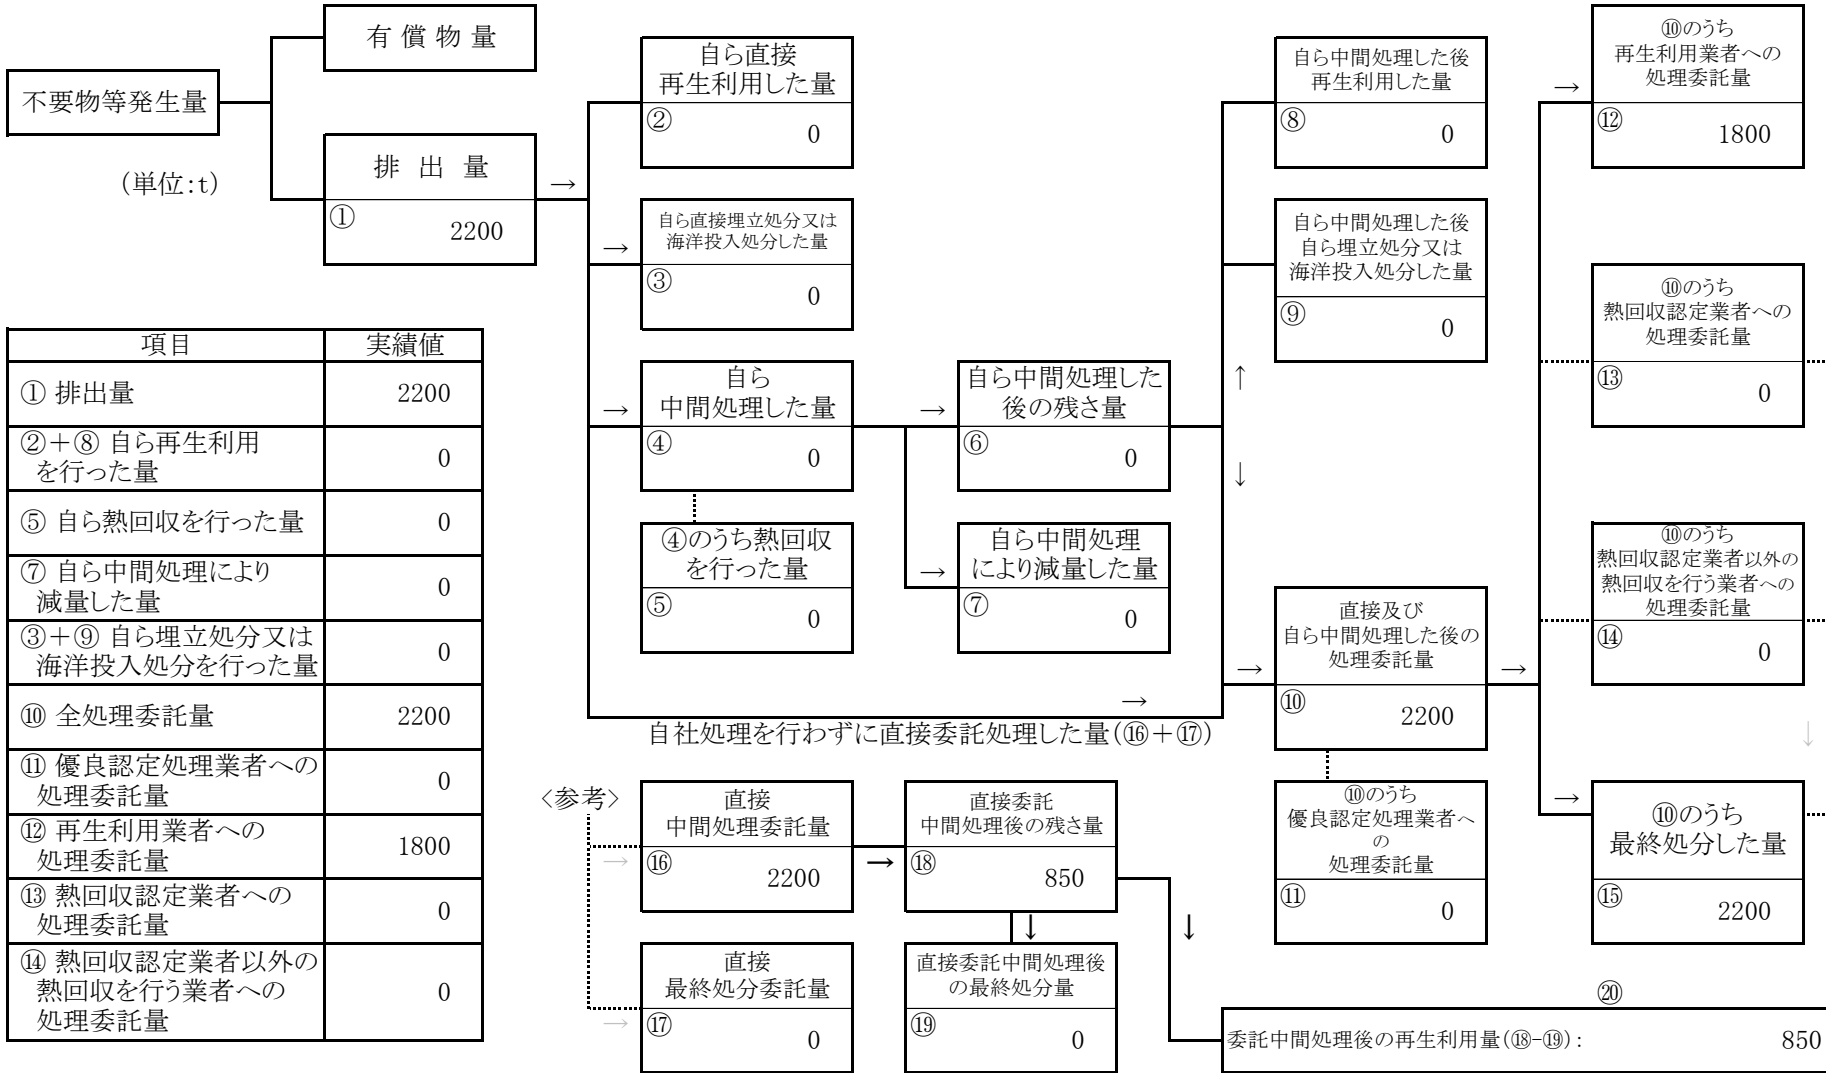 有 償 物 量
不要物等発生量
(単位:t)
排 出 量
→
①
2200
自ら直接
再生利用した量
②
0
→
自ら直接埋立処分又は
海洋投入処分した量
③
0
→
自ら
中間処理した量
④
0
④のうち熱回収
を行った量
⑤
0
→
自ら中間処理した
後の残さ量
⑥
0
→
自ら中間処理
により減量した量
⑦
0
自ら中間処理した後
再生利用した量
⑧
0
自ら中間処理した後
自ら埋立処分又は
海洋投入処分した量
⑨
0
↑
↓
→
自社処理を行わずに直接委託処理した量(⑯+⑰)
→
直接及び
自ら中間処理した後の
処理委託量
⑩
2200
⑩のうち
優良認定処理業者へ
の
処理委託量
⑪
0
→
→
⑩のうち
再生利用業者への
処理委託量
⑫
1800
⑩のうち
熱回収認定業者への
処理委託量
⑬
0
⑩のうち
熱回収認定業者以外の
熱回収を行う業者への
処理委託量
⑭
0
↓
→
⑩のうち
最終処分した量
⑮
2200
項目 実績値
① 排出量 2200
②+⑧ 自ら再生利用
を行った量 0
⑤ 自ら熱回収を行った量 0
⑦ 自ら中間処理により
減量した量 0
③+⑨ 自ら埋立処分又は
海洋投入処分を行った量 0
⑩ 全処理委託量 2200
⑪ 優良認定処理業者への
処理委託量 0
⑫ 再生利用業者への
処理委託量 1800
⑬ 熱回収認定業者への
処理委託量 0
⑭ 熱回収認定業者以外の
熱回収を行う業者への
処理委託量 0
〈参考〉
→
直接
中間処理委託量
⑯
2200
→
直接委託
中間処理後の残さ量
⑱
850
↓
↓
→
直接
最終処分委託量
⑰
0
直接委託中間処理後
の最終処分量
⑲
0
⑳
委託中間処理後の再生利用量(⑱-⑲): 850